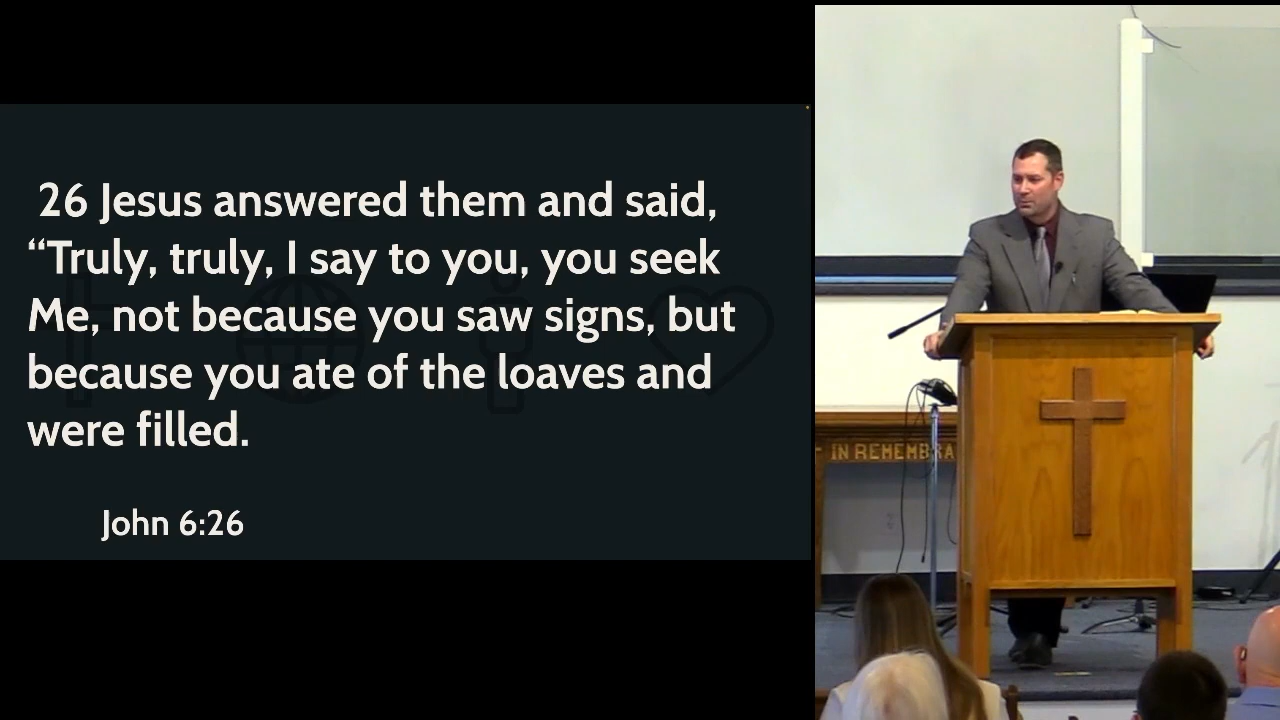 26 Jesus answered them and said,
“Truly, truly, I say to you, you seek
Me, not because you saw signs, but
because you ate of the loaves and
were filled.
John 6:26
IN REMEMBRA